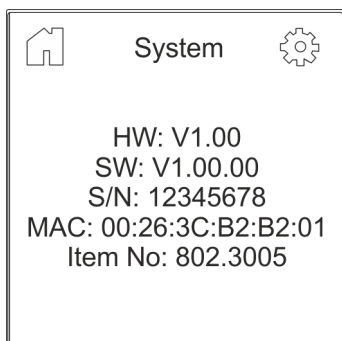 System
HW: V1.00
SW: V1.00.00
S/N: 12345678
MAC: 00:26:3C:B2:B2:01
Item No: 802.3005